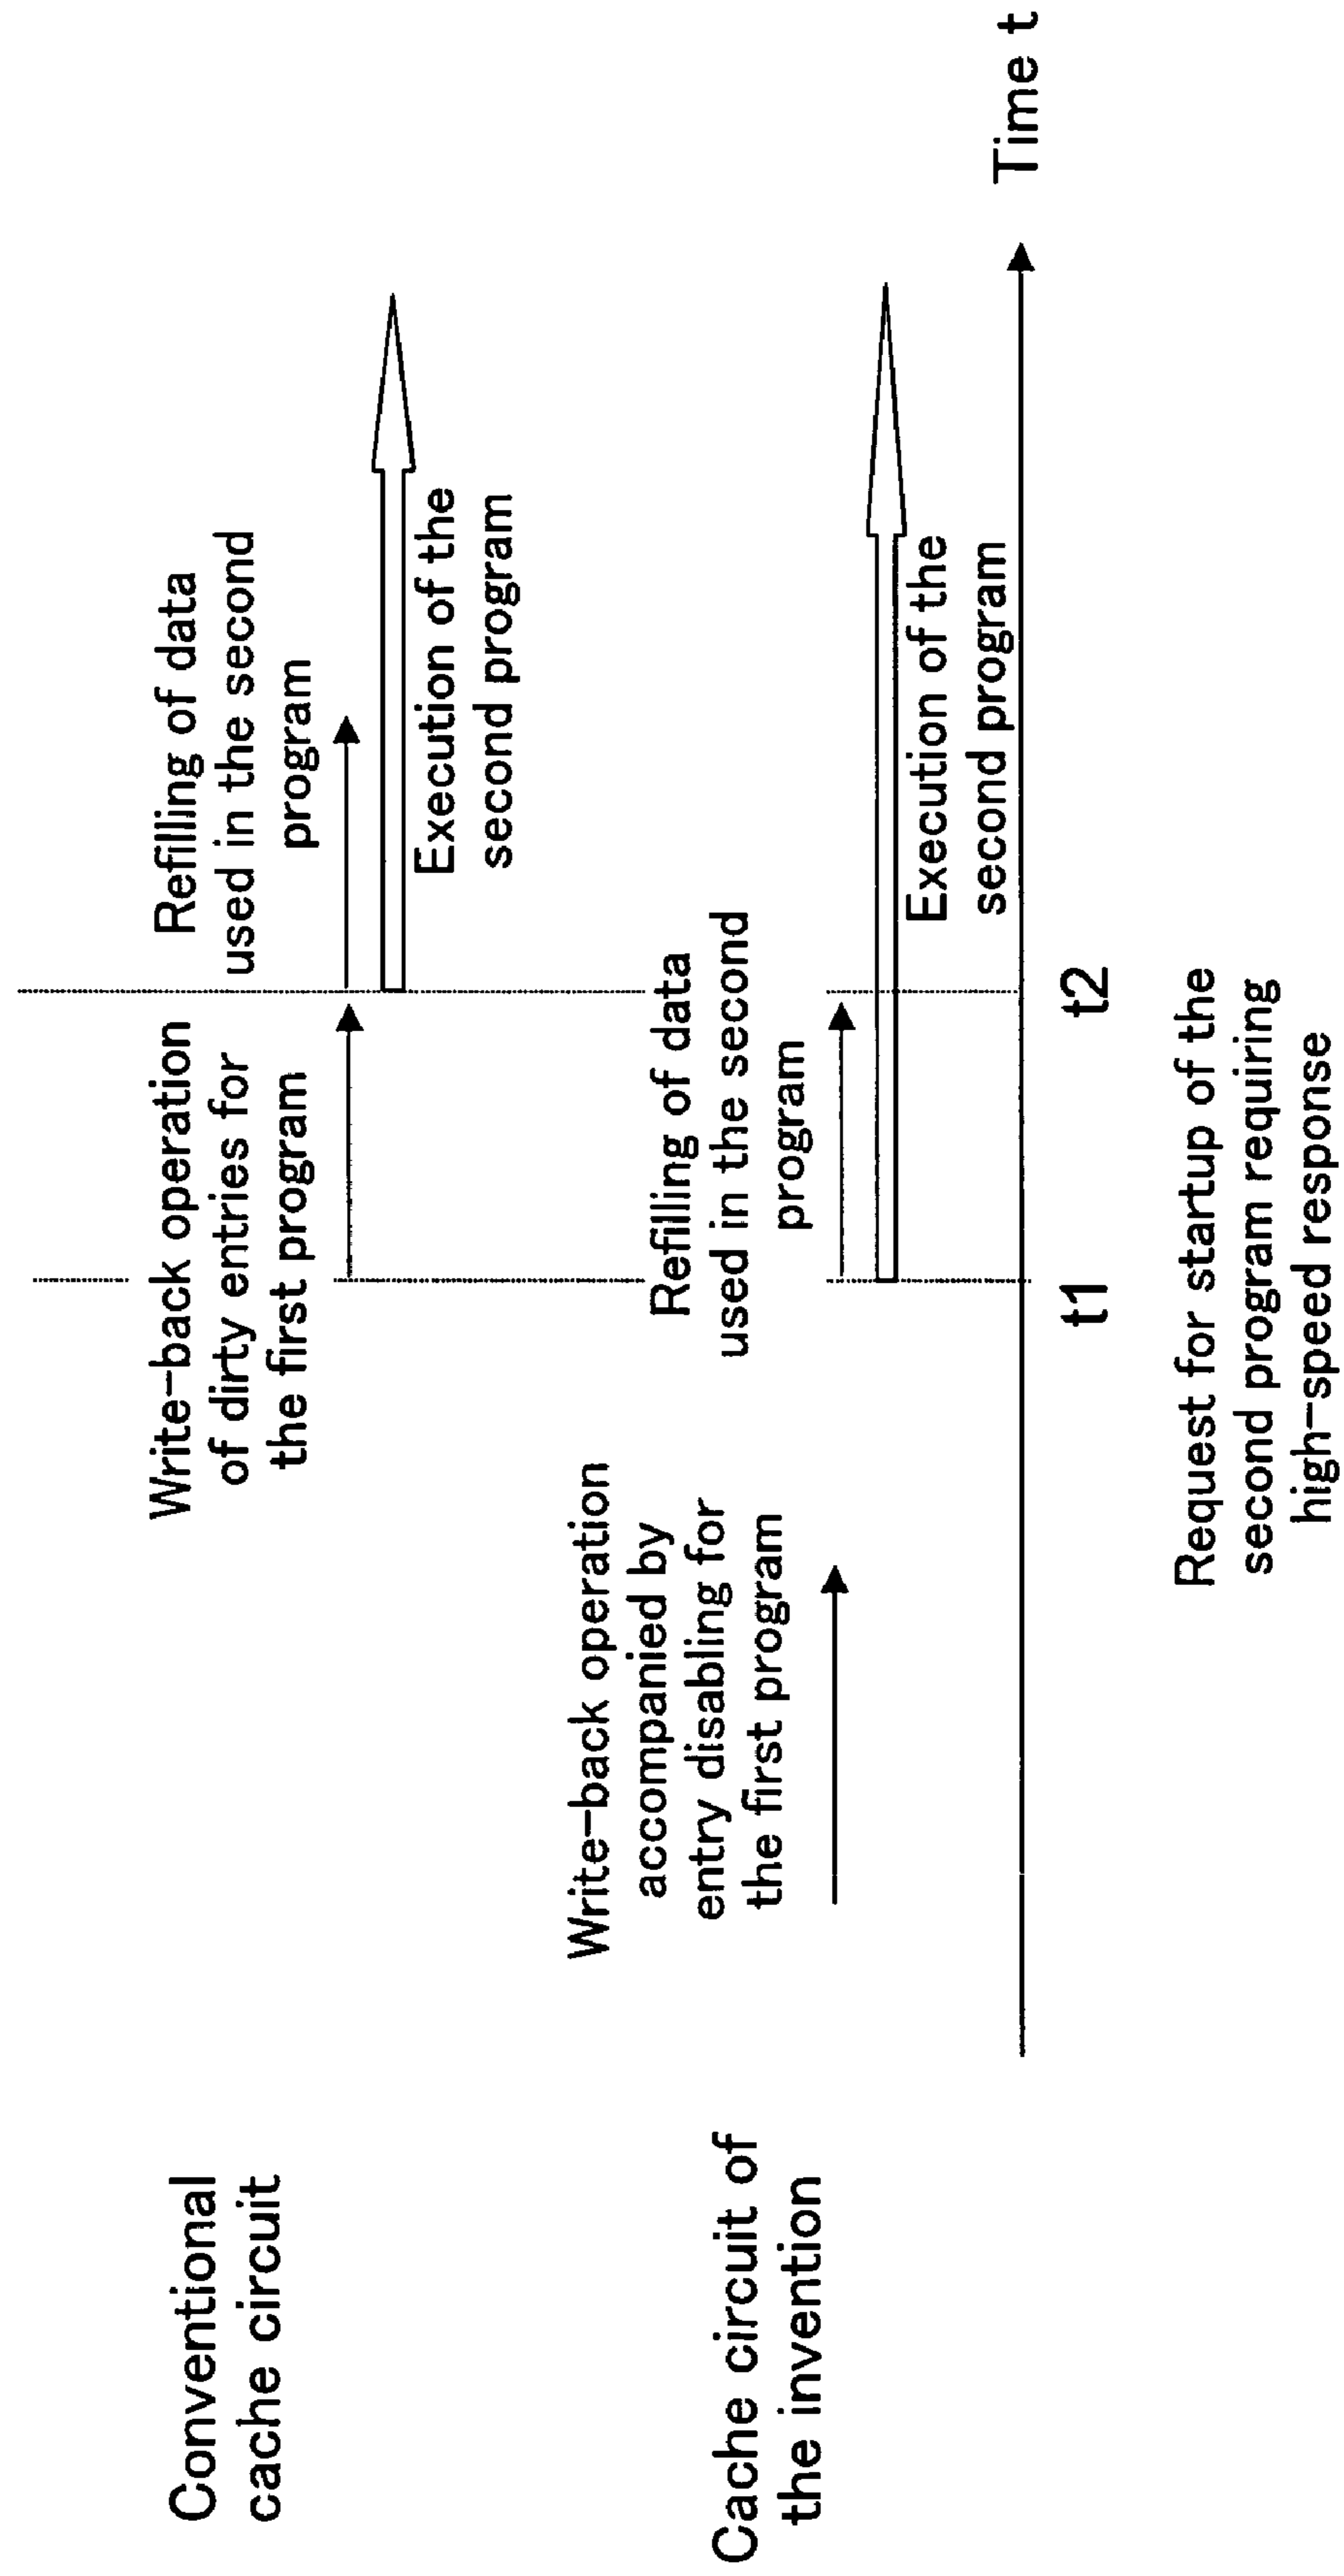 Conventional
cache circuit
Write-back operation
of dirty entries for
the first program
Refilling of data
used in the second
program
Execution of the
second program
Cache circuit of
the invention
Write-back operation
accompanied by
entry disabling for
the first program
Refilling of data
used in the second
program
Execution of the
second program
t1
t2
Time t
Request for startup of the
second program requiring
high-speed response